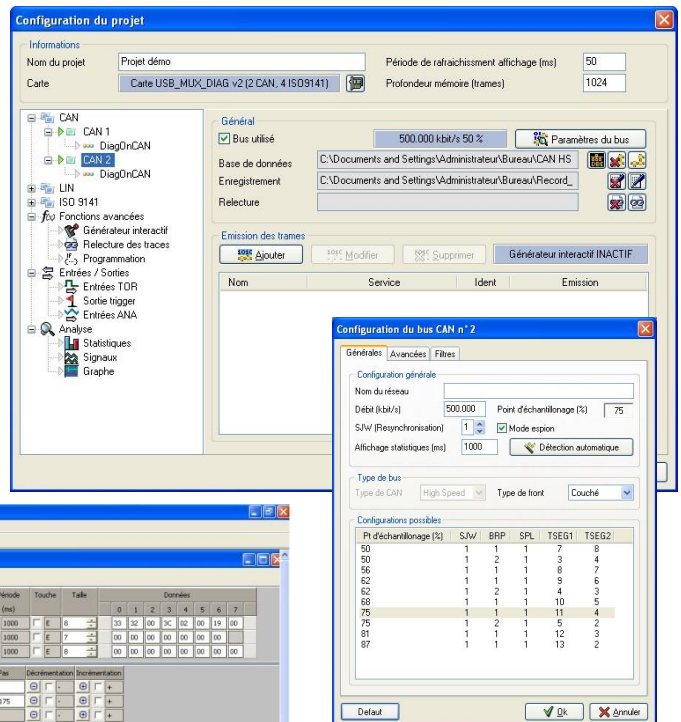 Configuration du projet
Informations
Nom du projet Projet démo Période de rafraichissment affichage (ms) 50
Carte Carte USB_MUX_DIAG v2 (2 CAN, 4 ISO9141) Profondeur mémoire (trames) 1024
CAN
CAN 1
DiagOnCAN
CAN 2
DiagOnCAN
LIN
ISO 9141
f(x) Fonctions avancées
Générateur interactif
Relecture des traces
Programmation
Entrées / Sorties
Entrées TOR
Sortie trigger
Entrées ANA
Analyse
Statistiques
Signaux
Graphe
Général
Bus utilisé 500.000 kbit/s 50 % Paramètres du bus
Base de données C:\Documents and Settings\Administrateur\Bureau\CAN HS
Enregistrement C:\Documents and Settings\Administrateur\Bureau\Record_
Relecture
Emission des trames
Ajouter Modifier Supprimer Générateur interactif INACTIF
Nom Service Ident Emission
Configuration du bus CAN n°2
Générales Avancées Filtres
Configuration générale
Nom du réseau
Débit (kbit/s) 500.000 Point d'échantillonage (%) 75
SJW (Resynchronisation) 1 Mode espion
Affichage statistiques (ms) 1000 Détection automatique
Type de bus
Type de CAN High Speed Type de front Couché
Configurations possibles
Pt d'échantillonage (%) SJW BRP SPL TSEG1 TSEG2
50 1 1 1 7 8
50 1 2 1 3 4
56 1 1 1 8 7
62 1 1 1 9 6
62 1 2 1 4 3
68 1 1 1 10 5
75 1 1 1 11 4
75 1 2 1 5 2
81 1 1 1 12 3
87 1 1 1 13 2
Defaut Ok Annuler
Période Touche Taille Données
(ms) 0 1 2 3 4 5 6 7
1000 E 8 33 32 00 3C 02 00 19 00
1000 E 7 00 00 00 00 00 00 00
1000 E 8 00 00 00 00 00 00 00 00
Pas Décrémentation Incrémentation
- +
175 - +
- +